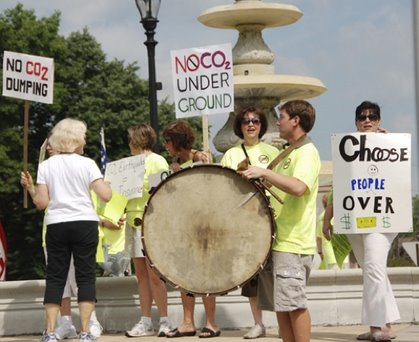 NO CO2
DUMPING
NO CO2
UNDER
GROUND
Choose
PEOPLE
OVER
$ $